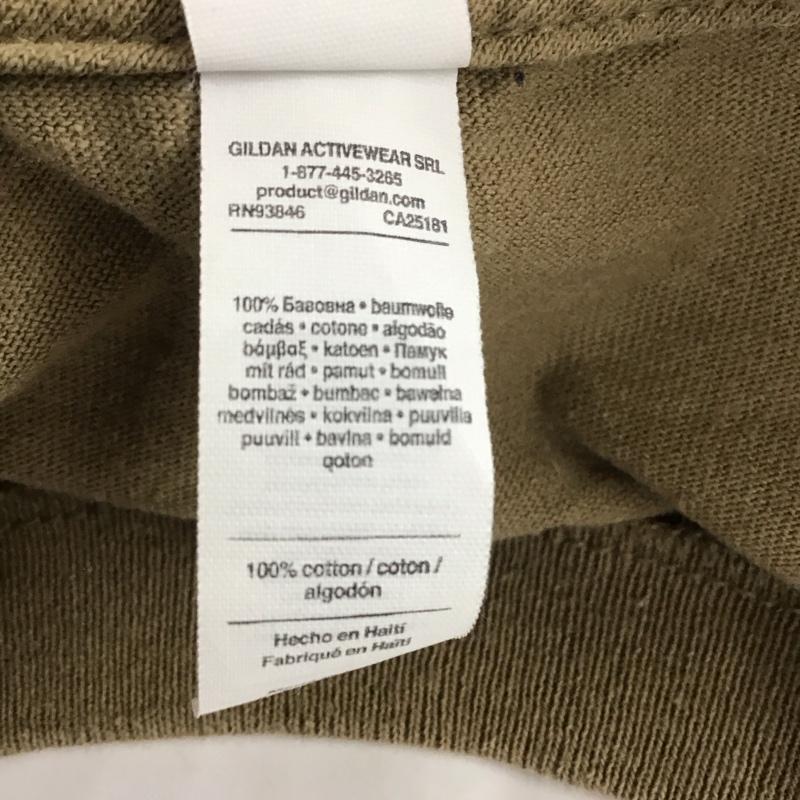 GILDAN ACTIVEWEAR SRL
1-877-445-3265
product@gildan.com
RN93846 CA25181
100% Бавовна • baumwolle
cadás • cotone • algodão
βάμβαξ • katoen • Памук
mít rád • pamut • bomull
bombaž • bumbac • bawełna
medvilnės • kokvilna • puuvilla
puuvill • bavlna • bomuld
qoton
100% cotton / coton /
algodón
Hecho en Haití
Fabriqué en Haïti